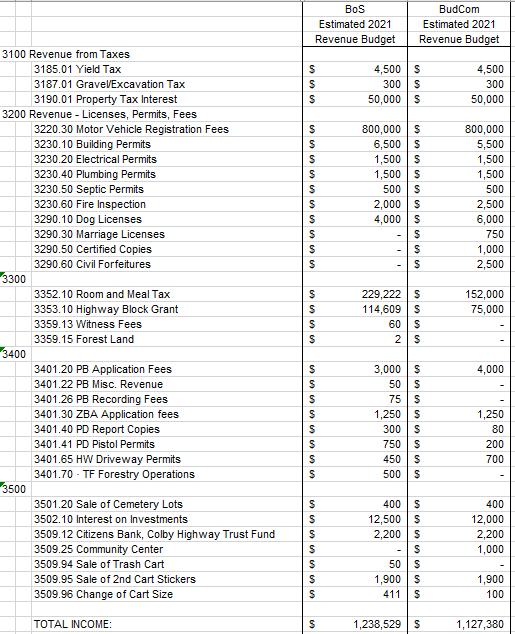 BoS BudCom
Estimated 2021 Estimated 2021
Revenue Budget Revenue Budget
3100 Revenue from Taxes
3185.01 Yield Tax $ 4,500 $ 4,500
3187.01 Gravel/Excavation Tax $ 300 $ 300
3190.01 Property Tax Interest $ 50,000 $ 50,000
3200 Revenue - Licenses, Permits, Fees
3220.30 Motor Vehicle Registration Fees $ 800,000 $ 800,000
3230.10 Building Permits $ 6,500 $ 5,500
3230.20 Electrical Permits $ 1,500 $ 1,500
3230.40 Plumbing Permits $ 1,500 $ 1,500
3230.50 Septic Permits $ 500 $ 500
3230.60 Fire Inspection $ 2,000 $ 2,500
3290.10 Dog Licenses $ 4,000 $ 6,000
3290.30 Marriage Licenses $ - $ 750
3290.50 Certified Copies $ - $ 1,000
3290.60 Civil Forfeitures $ - $ 2,500
3300
3352.10 Room and Meal Tax $ 229,222 $ 152,000
3353.10 Highway Block Grant $ 114,609 $ 75,000
3359.13 Witness Fees $ 60 $ -
3359.15 Forest Land $ 2 $ -
3400
3401.20 PB Application Fees $ 3,000 $ 4,000
3401.22 PB Misc. Revenue $ 50 $ -
3401.26 PB Recording Fees $ 75 $ -
3401.30 ZBA Application fees $ 1,250 $ 1,250
3401.40 PD Report Copies $ 300 $ 80
3401.41 PD Pistol Permits $ 750 $ 200
3401.65 HW Driveway Permits $ 450 $ 700
3401.70 · TF Forestry Operations $ 500 $ -
3500
3501.20 Sale of Cemetery Lots $ 400 $ 400
3502.10 Interest on Investments $ 12,500 $ 12,000
3509.12 Citizens Bank, Colby Highway Trust Fund $ 2,200 $ 2,200
3509.25 Community Center $ - $ 1,000
3509.94 Sale of Trash Cart $ 50 $ -
3509.95 Sale of 2nd Cart Stickers $ 1,900 $ 1,900
3509.96 Change of Cart Size $ 411 $ 100
TOTAL INCOME: $ 1,238,529 $ 1,127,380